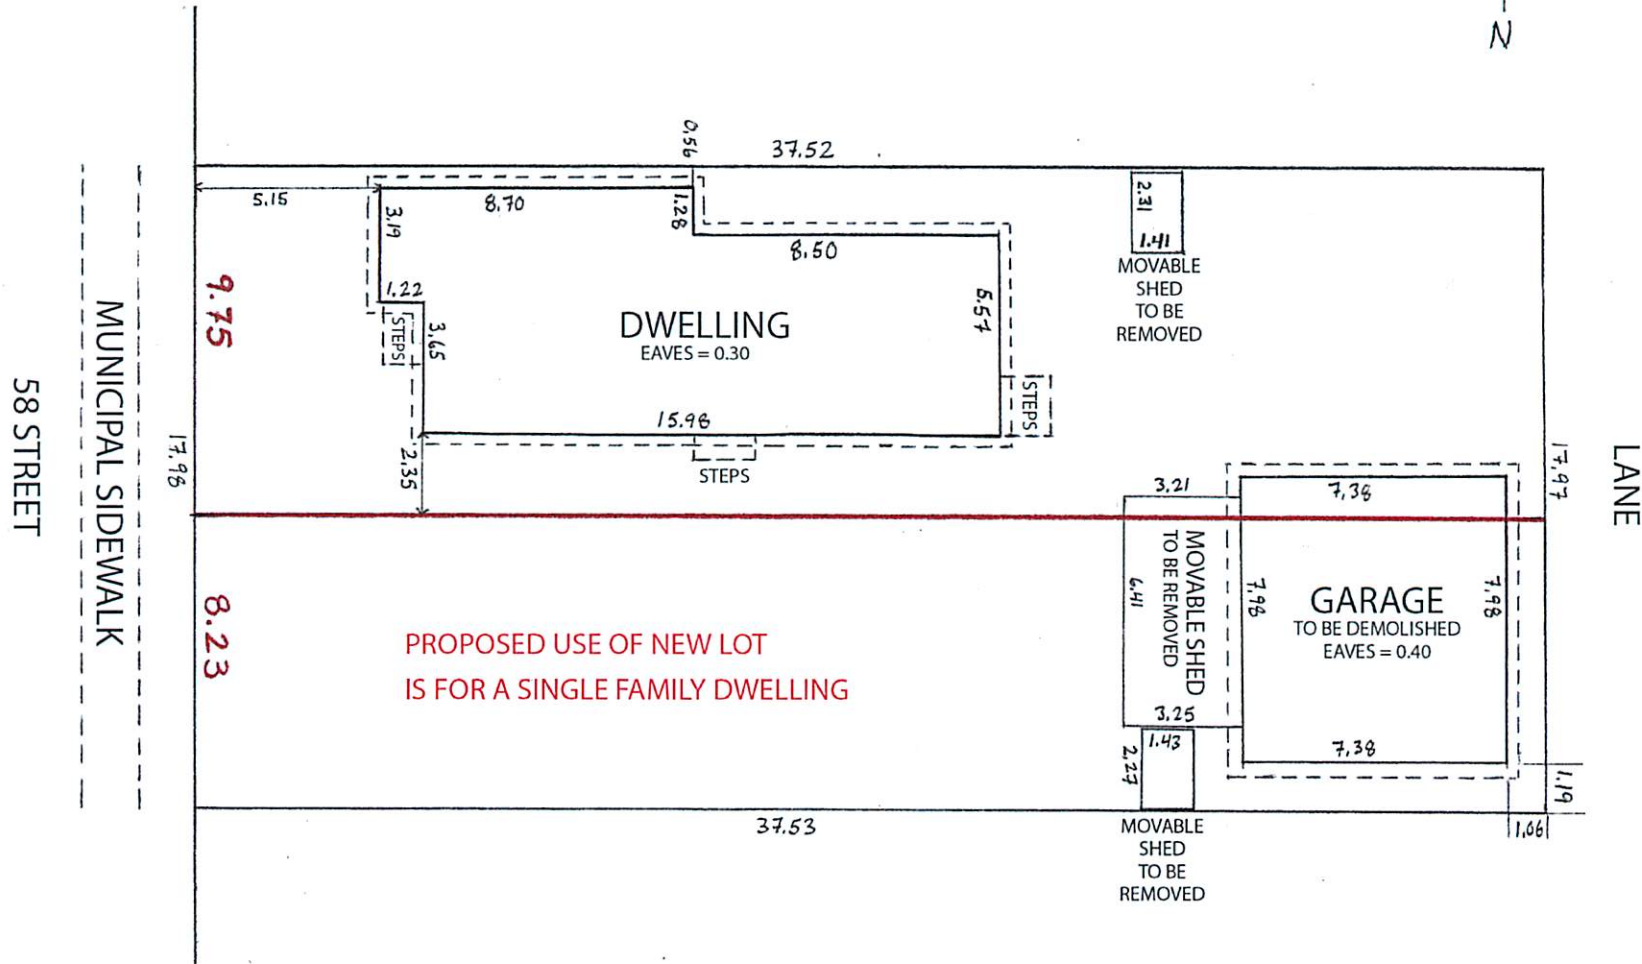 N
0.56
37.52
5.15
8.70
3.19
1.28
8.50
2.31
1.41
MOVABLE
SHED
TO BE
REMOVED
1.22
STEPS
3.65
DWELLING
EAVES = 0.30
5.57
STEPS
15.98
STEPS
2.35
9.75
17.98
58 STREET
MUNICIPAL SIDEWALK
17.97
LANE
3.21
7.38
MOVABLE SHED
TO BE REMOVED
6.41
7.98
GARAGE
TO BE DEMOLISHED
EAVES = 0.40
7.98
8.23
PROPOSED USE OF NEW LOT
IS FOR A SINGLE FAMILY DWELLING
3.25
1.43
2.27
7.38
1.19
1.06
37.53
MOVABLE
SHED
TO BE
REMOVED